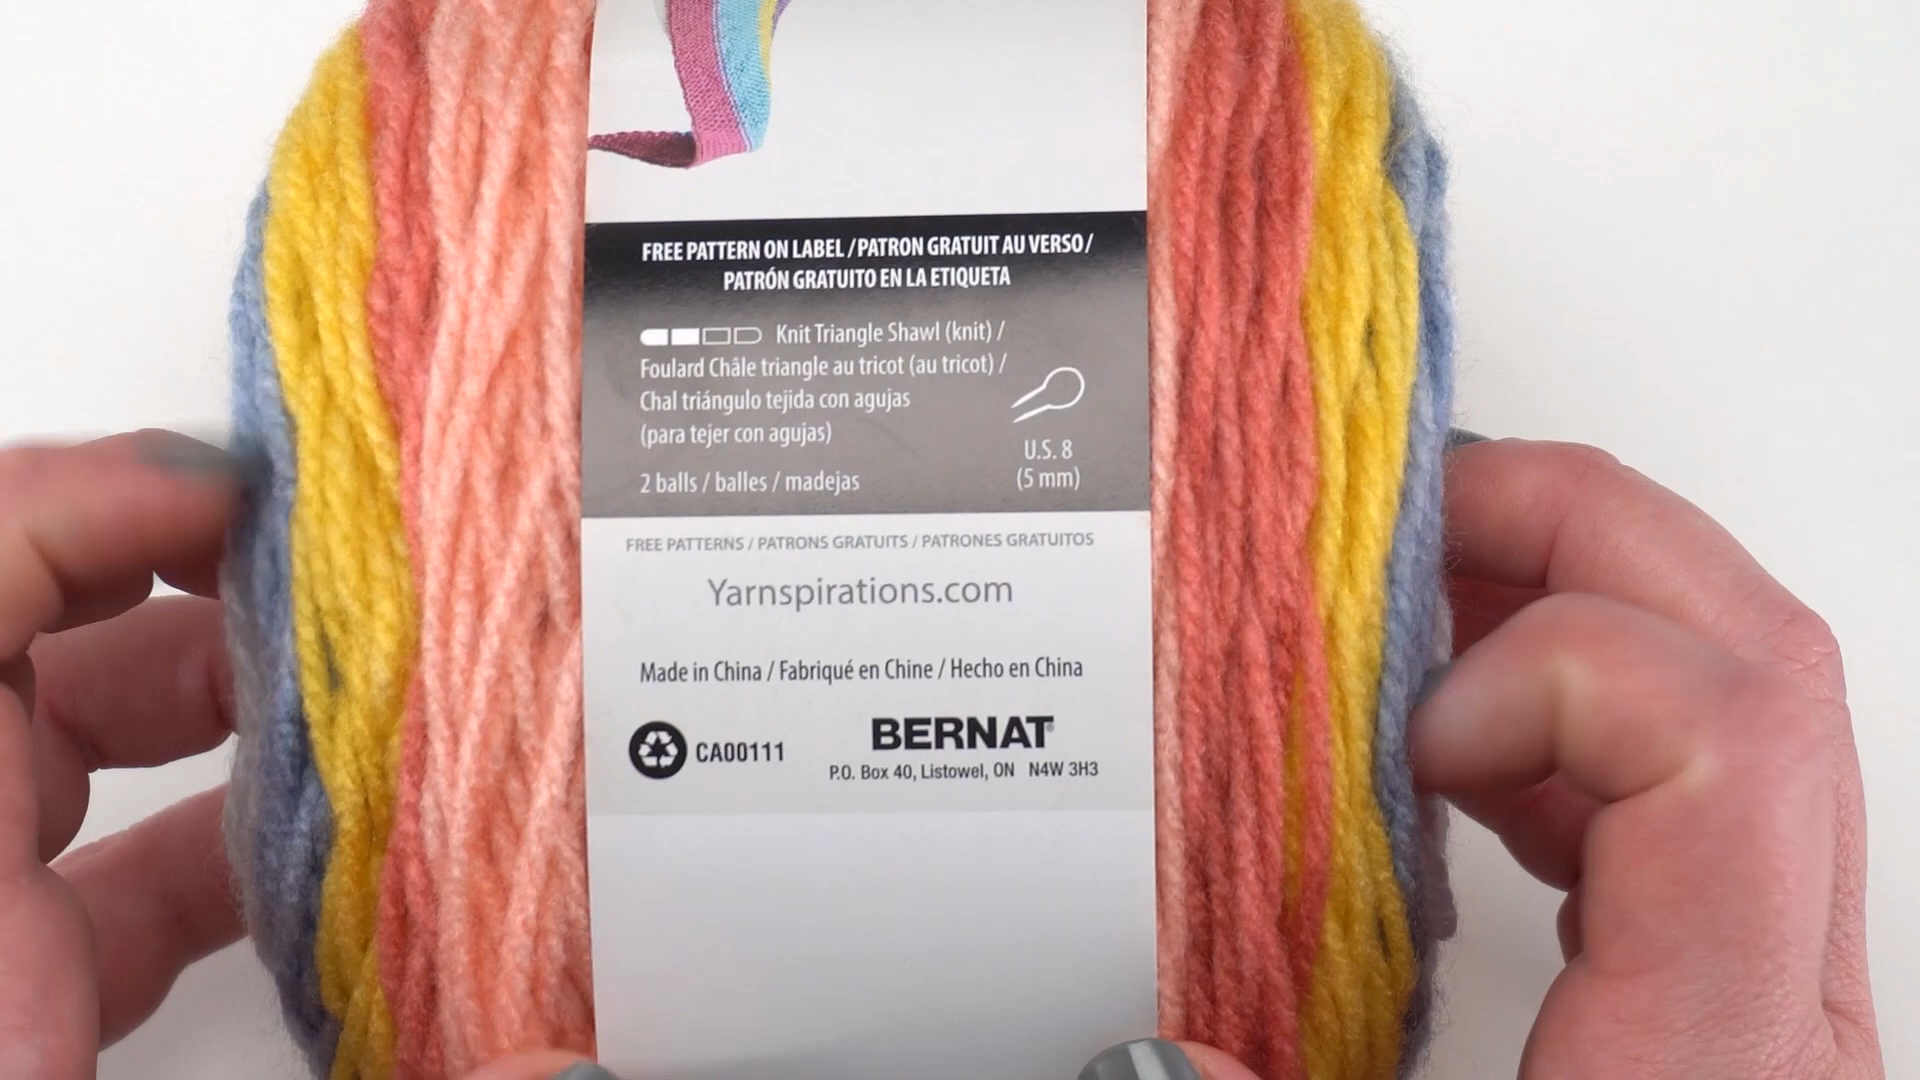 FREE PATTERN ON LABEL / PATRON GRATUIT AU VERSO /
PATRÓN GRATUITO EN LA ETIQUETA
Knit Triangle Shawl (knit) /
Foulard Châle triangle au tricot (au tricot) /
Chal triángulo tejida con agujas
(para tejer con agujas)
2 balls / balles / madejas
U.S. 8
(5 mm)
FREE PATTERNS / PATRONS GRATUITS / PATRONES GRATUITOS
Yarnspirations.com
Made in China / Fabriqué en Chine / Hecho en China
CA00111
BERNAT®
P.O. Box 40, Listowel, ON N4W 3H3